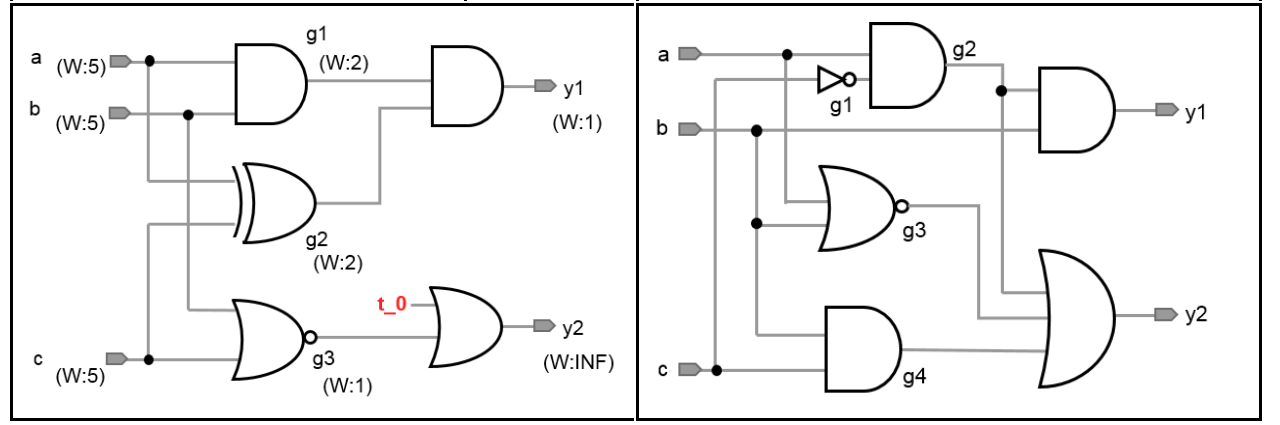 a (W:5)
g1
(W:2)
y1
(W:1)
b
(W:5)
g2
(W:2)
t_0
y2
(W:INF)
c
(W:5)
g3
(W:1)
a
g2
g1
y1
b
g3
y2
c
g4